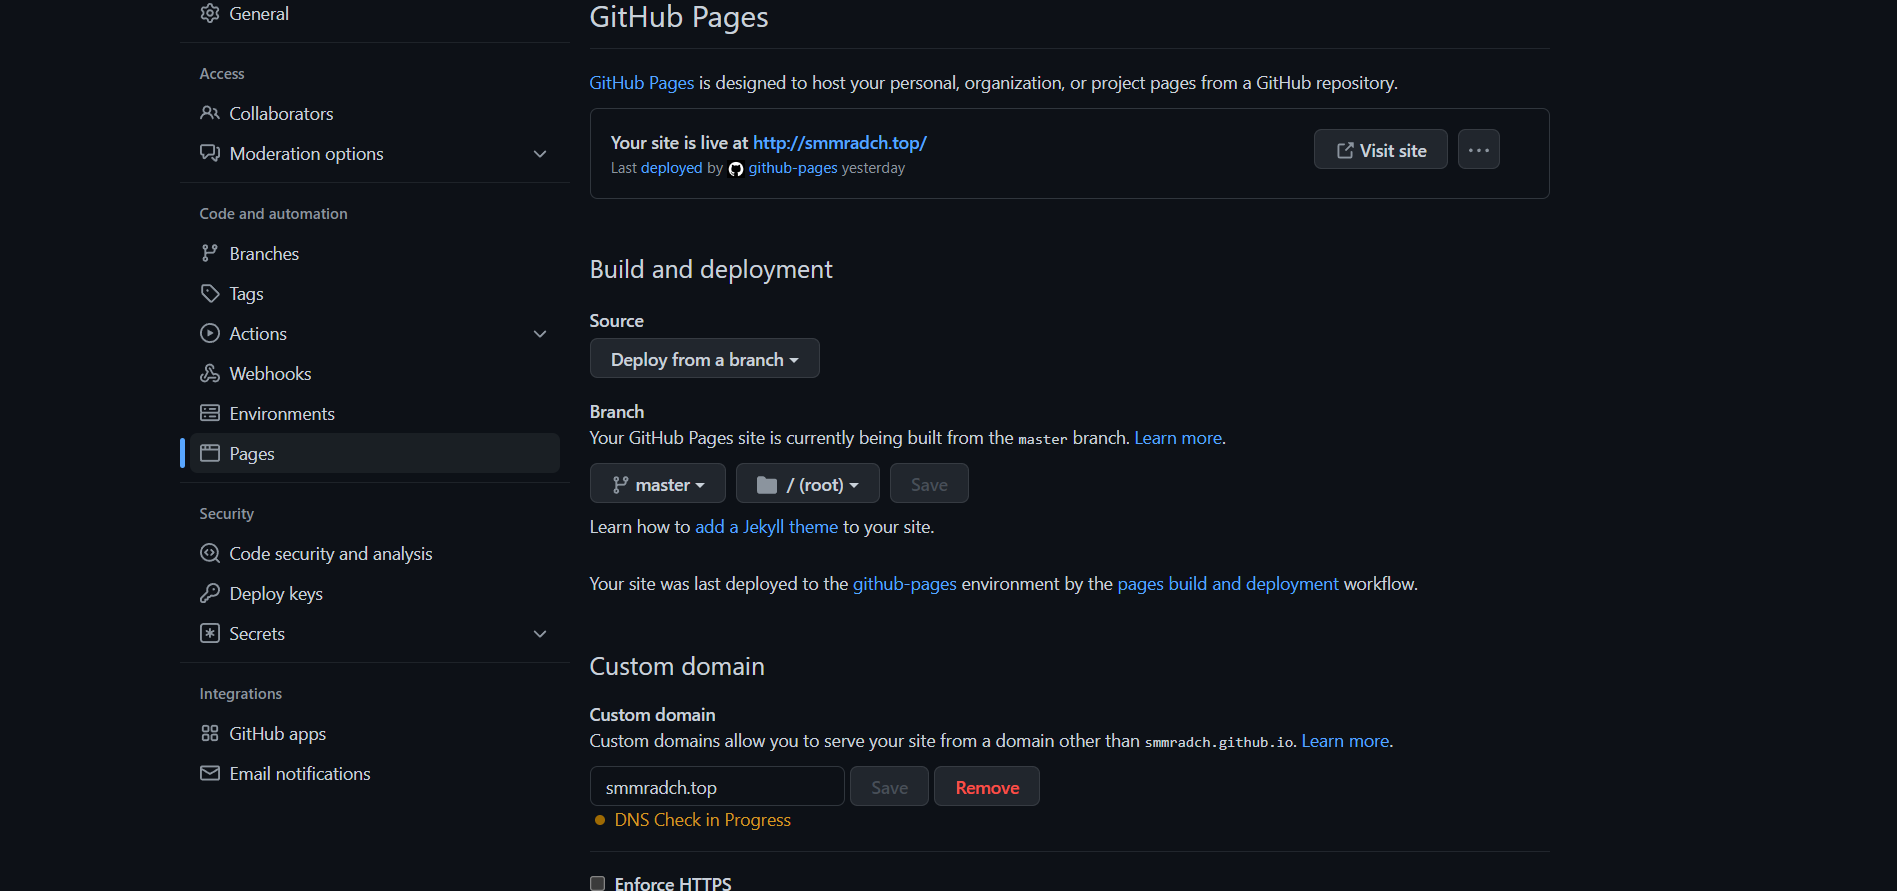 General
Access
Collaborators
Moderation options
Code and automation
Branches
Tags
Actions
Webhooks
Environments
Pages
Security
Code security and analysis
Deploy keys
Secrets
Integrations
GitHub apps
Email notifications
GitHub Pages
GitHub Pages is designed to host your personal, organization, or project pages from a GitHub repository.
Your site is live at http://smmradch.top/
Last deployed by github-pages yesterday
Visit site
Build and deployment
Source
Deploy from a branch
Branch
Your GitHub Pages site is currently being built from the master branch. Learn more.
master / (root) Save
Learn how to add a Jekyll theme to your site.
Your site was last deployed to the github-pages environment by the pages build and deployment workflow.
Custom domain
Custom domain
Custom domains allow you to serve your site from a domain other than smmradch.github.io. Learn more.
smmradch.top Save Remove
DNS Check in Progress
Enforce HTTPS